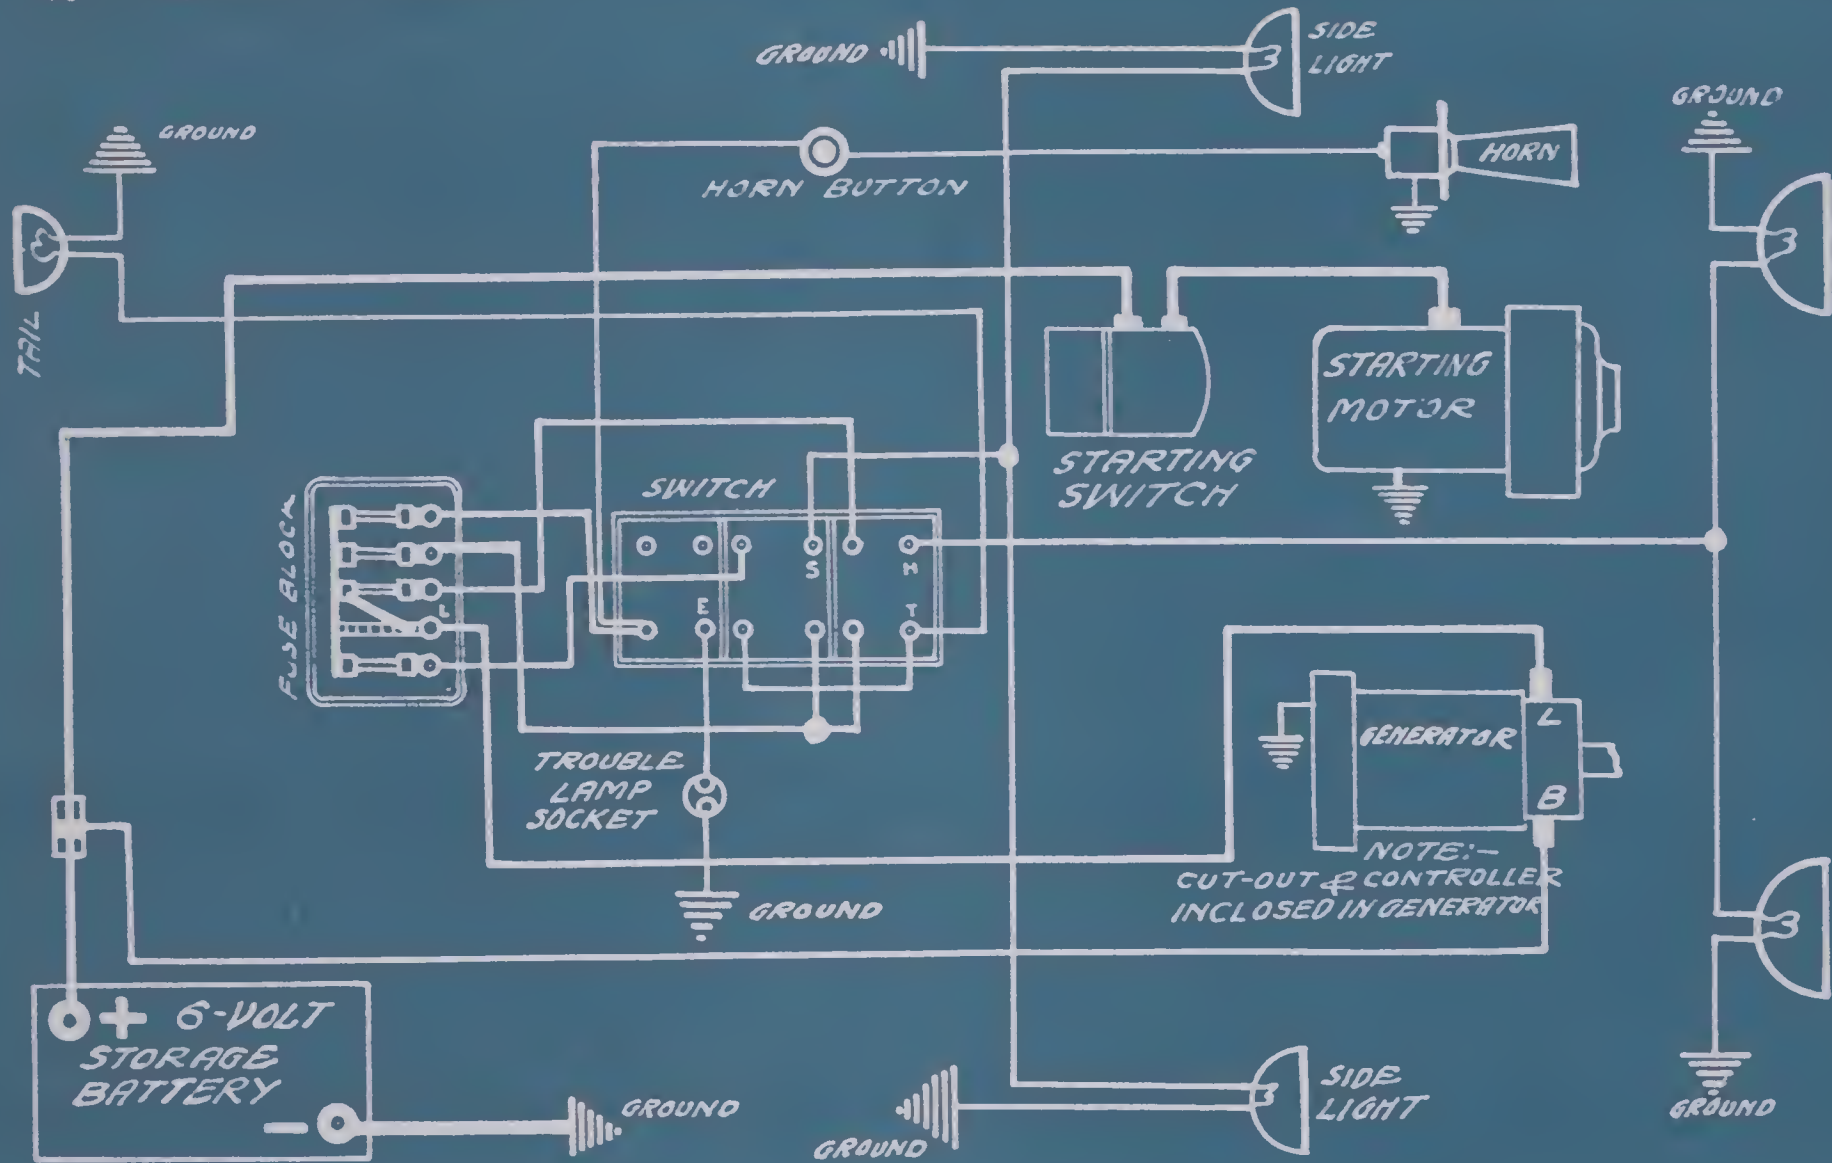 GROUND
SIDE
LIGHT
GROUND
GROUND
HORN
HORN BUTTON
TAIL
STARTING
MOTOR
STARTING
SWITCH
SWITCH
FUSE BLOCK
S
H
E
T
L
TROUBLE
LAMP
SOCKET
GENERATOR
L
B
NOTE:-
CUT-OUT & CONTROLLER
INCLOSED IN GENERATOR
GROUND
+ 6-VOLT
STORAGE
BATTERY
-
GROUND
GROUND
SIDE
LIGHT
GROUND